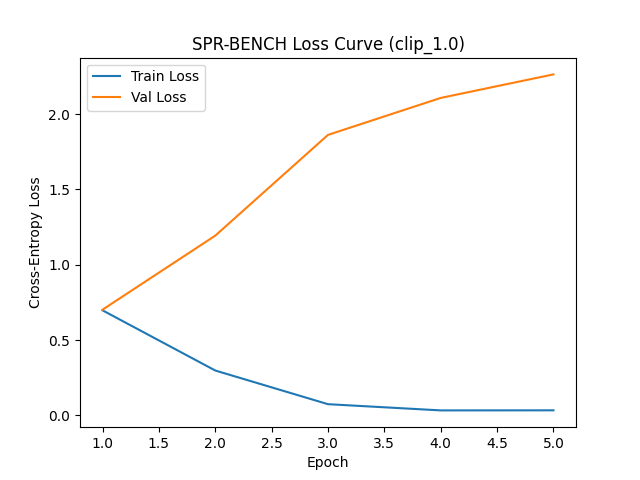 SPR-BENCH Loss Curve (clip_1.0)
Train Loss
Val Loss
Cross-Entropy Loss
2.0
1.5
1.0
0.5
0.0
1.0 1.5 2.0 2.5 3.0 3.5 4.0 4.5 5.0
Epoch